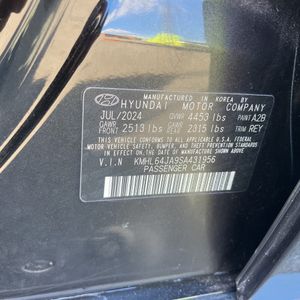 MANUFACTURED IN KOREA BY
HYUNDAI MOTOR COMPANY
JUL/2024 GVWR 4453 lbs PAINT A2B
GAWR FRONT 2513 lbs GAWR REAR 2315 lbs TRIM REY
THIS VEHICLE CONFORMS TO ALL APPLICABLE U.S.A FEDERAL
MOTOR VEHICLE SAFETY, BUMPER, AND THEFT PREVENTION
STANDARDS IN EFFECT ON THE DATE OF MANUFACTURE SHOWN ABOVE.
V.I.N KMHL64JA9SA431956
PASSENGER CAR